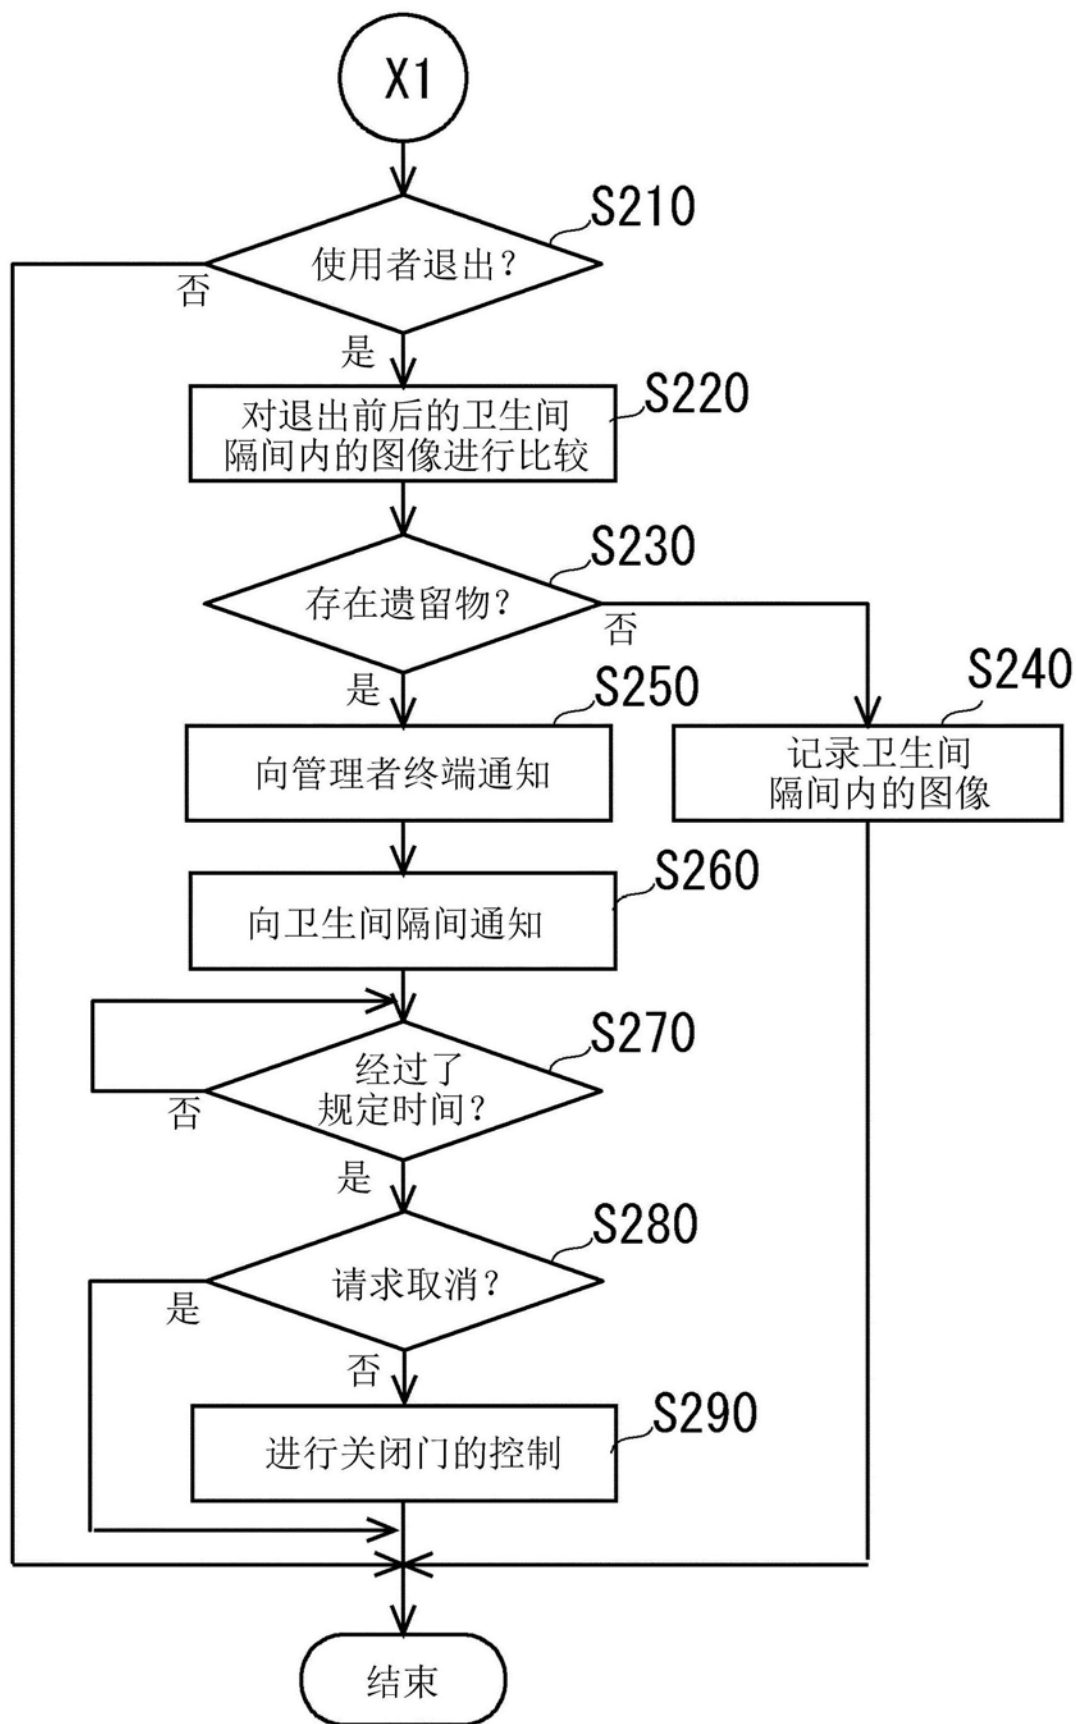 X1
S210
使用者退出？
否
是
S220
对退出前后的卫生间
隔间内的图像进行比较
S230
存在遗留物？
否
是
S250
S240
向管理者终端通知
记录卫生间
隔间内的图像
S260
向卫生间隔间通知
S270
经过了
规定时间？
否
是
S280
请求取消？
是
否
S290
进行关闭门的控制
结束